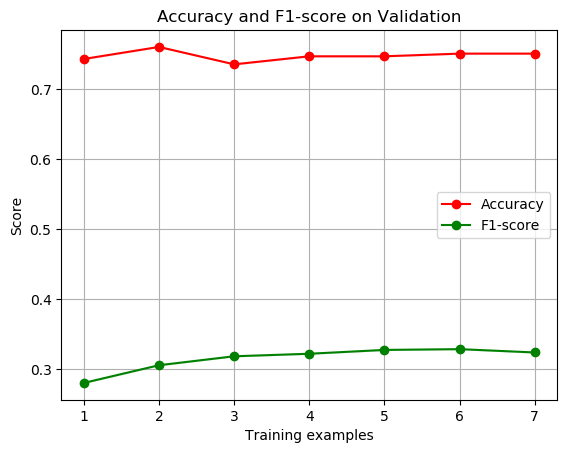 Accuracy and F1-score on Validation
Score
0.7
0.6
0.5
0.4
0.3
Accuracy
F1-score
1 2 3 4 5 6 7
Training examples